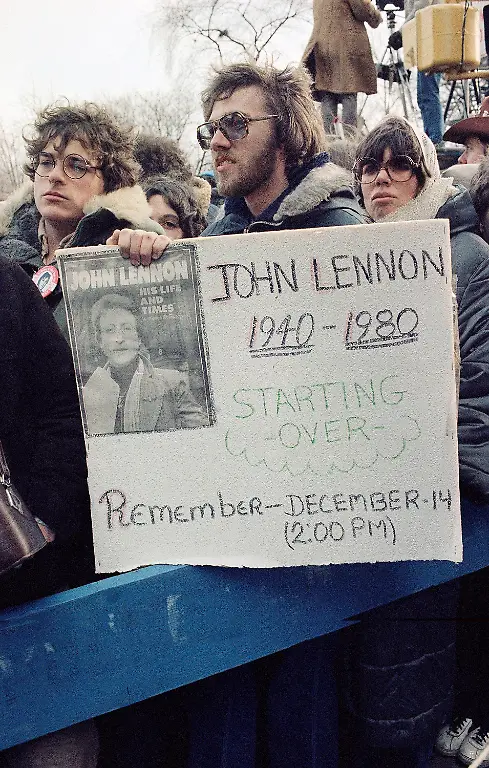 JOHN LENNON
HIS LIFE
AND
TIMES
JOHN LENNON
1940-1980
STARTING
-OVER-
Remember--DECEMBER-14
(2:00 PM)